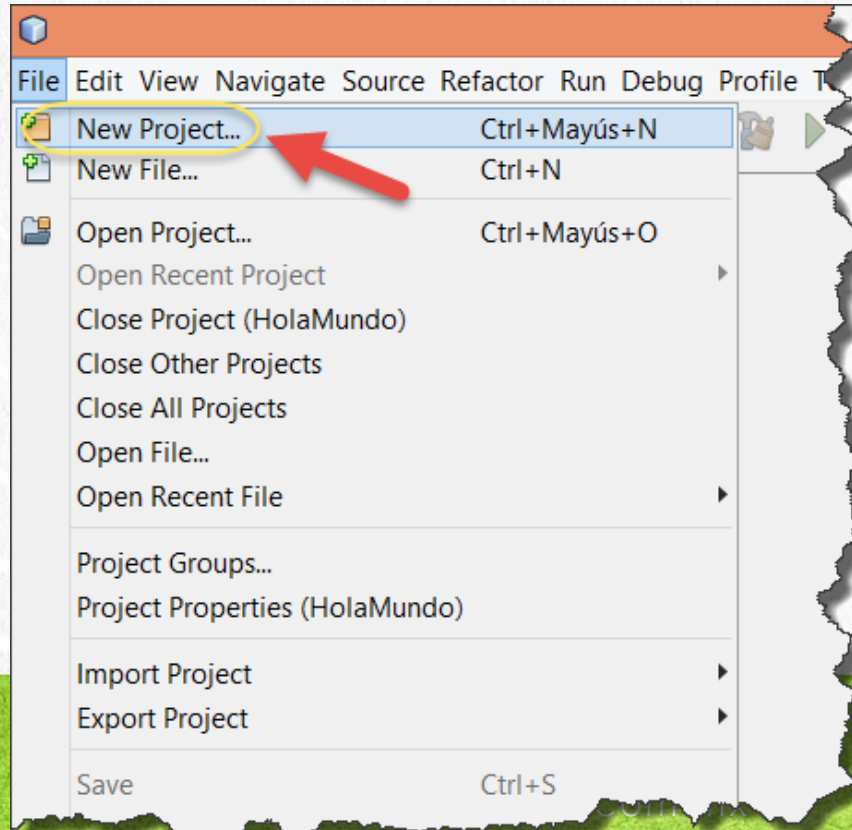 File Edit View Navigate Source Refactor Run Debug Profile
New Project... Ctrl+Mayús+N
New File... Ctrl+N
Open Project... Ctrl+Mayús+O
Open Recent Project
Close Project (HolaMundo)
Close Other Projects
Close All Projects
Open File...
Open Recent File
Project Groups...
Project Properties (HolaMundo)
Import Project
Export Project
Save Ctrl+S